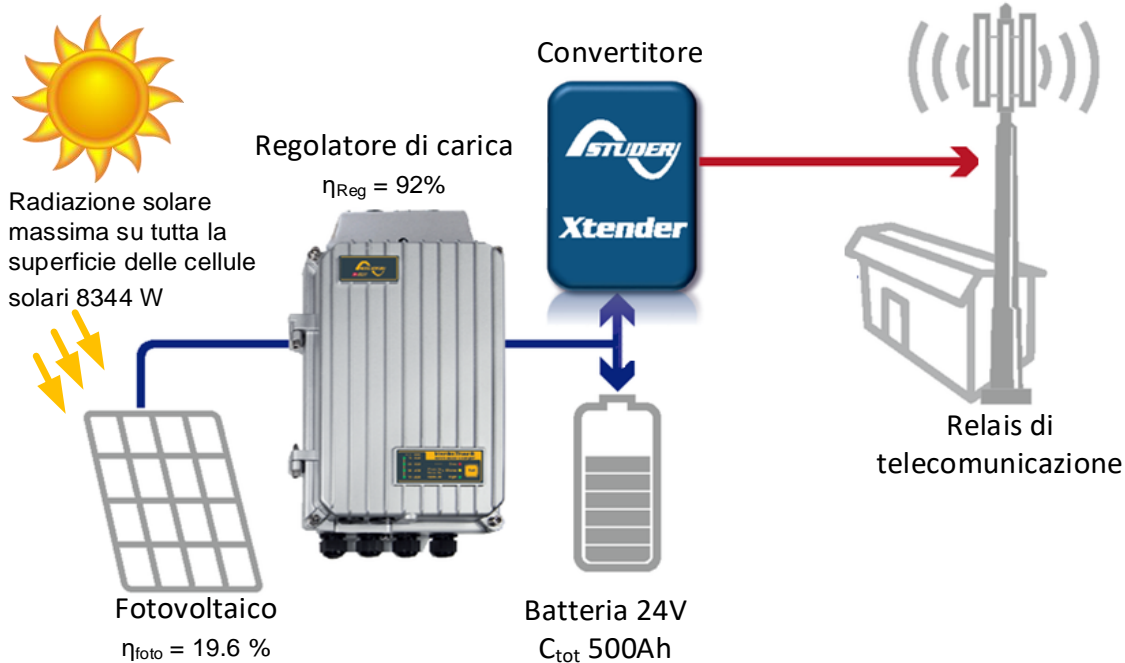 Convertitore
Regolatore di carica
ηReg = 92%
STUDER
Xtender
Radiazione solare
massima su tutta la
superficie delle cellule
solari 8344 W
STUDER
Relais di
telecomunicazione
Fotovoltaico
ηfoto = 19.6 %
Batteria 24V
Ctot 500Ah